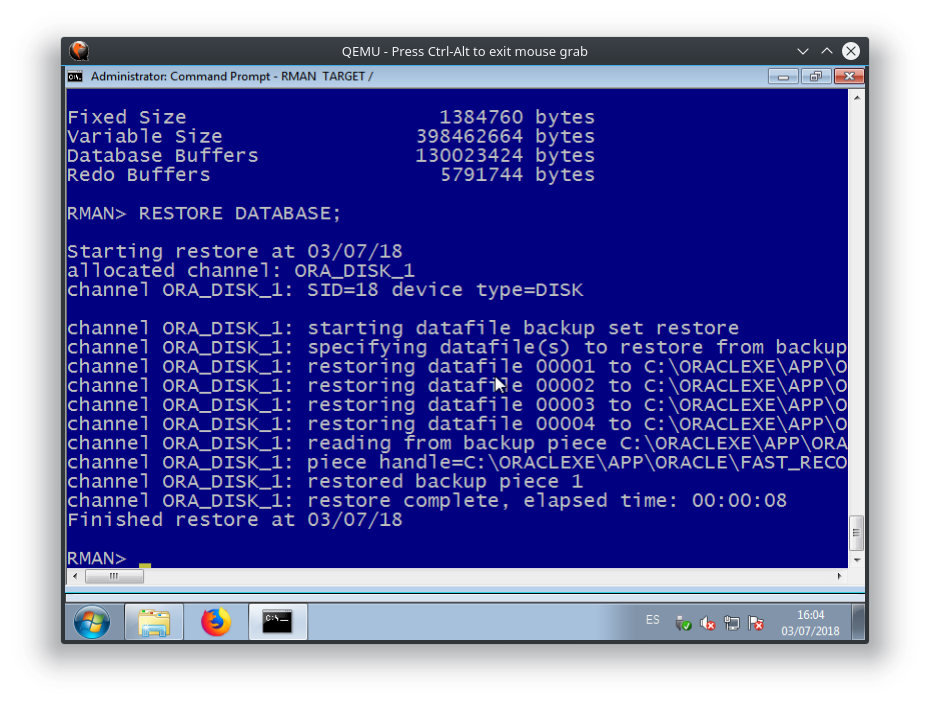 QEMU - Press Ctrl-Alt to exit mouse grab
Administrator: Command Prompt - RMAN TARGET /
Fixed Size 1384760 bytes
Variable Size 398462664 bytes
Database Buffers 130023424 bytes
Redo Buffers 5791744 bytes
RMAN> RESTORE DATABASE;
Starting restore at 03/07/18
allocated channel: ORA_DISK_1
channel ORA_DISK_1: SID=18 device type=DISK
channel ORA_DISK_1: starting datafile backup set restore
channel ORA_DISK_1: specifying datafile(s) to restore from backup
channel ORA_DISK_1: restoring datafile 00001 to C:\ORACLEXE\APP\O
channel ORA_DISK_1: restoring datafile 00002 to C:\ORACLEXE\APP\O
channel ORA_DISK_1: restoring datafile 00003 to C:\ORACLEXE\APP\O
channel ORA_DISK_1: restoring datafile 00004 to C:\ORACLEXE\APP\O
channel ORA_DISK_1: reading from backup piece C:\ORACLEXE\APP\ORA
channel ORA_DISK_1: piece handle=C:\ORACLEXE\APP\ORACLE\FAST_RECO
channel ORA_DISK_1: restored backup piece 1
channel ORA_DISK_1: restore complete, elapsed time: 00:00:08
Finished restore at 03/07/18
RMAN>
ES
16:04
03/07/2018